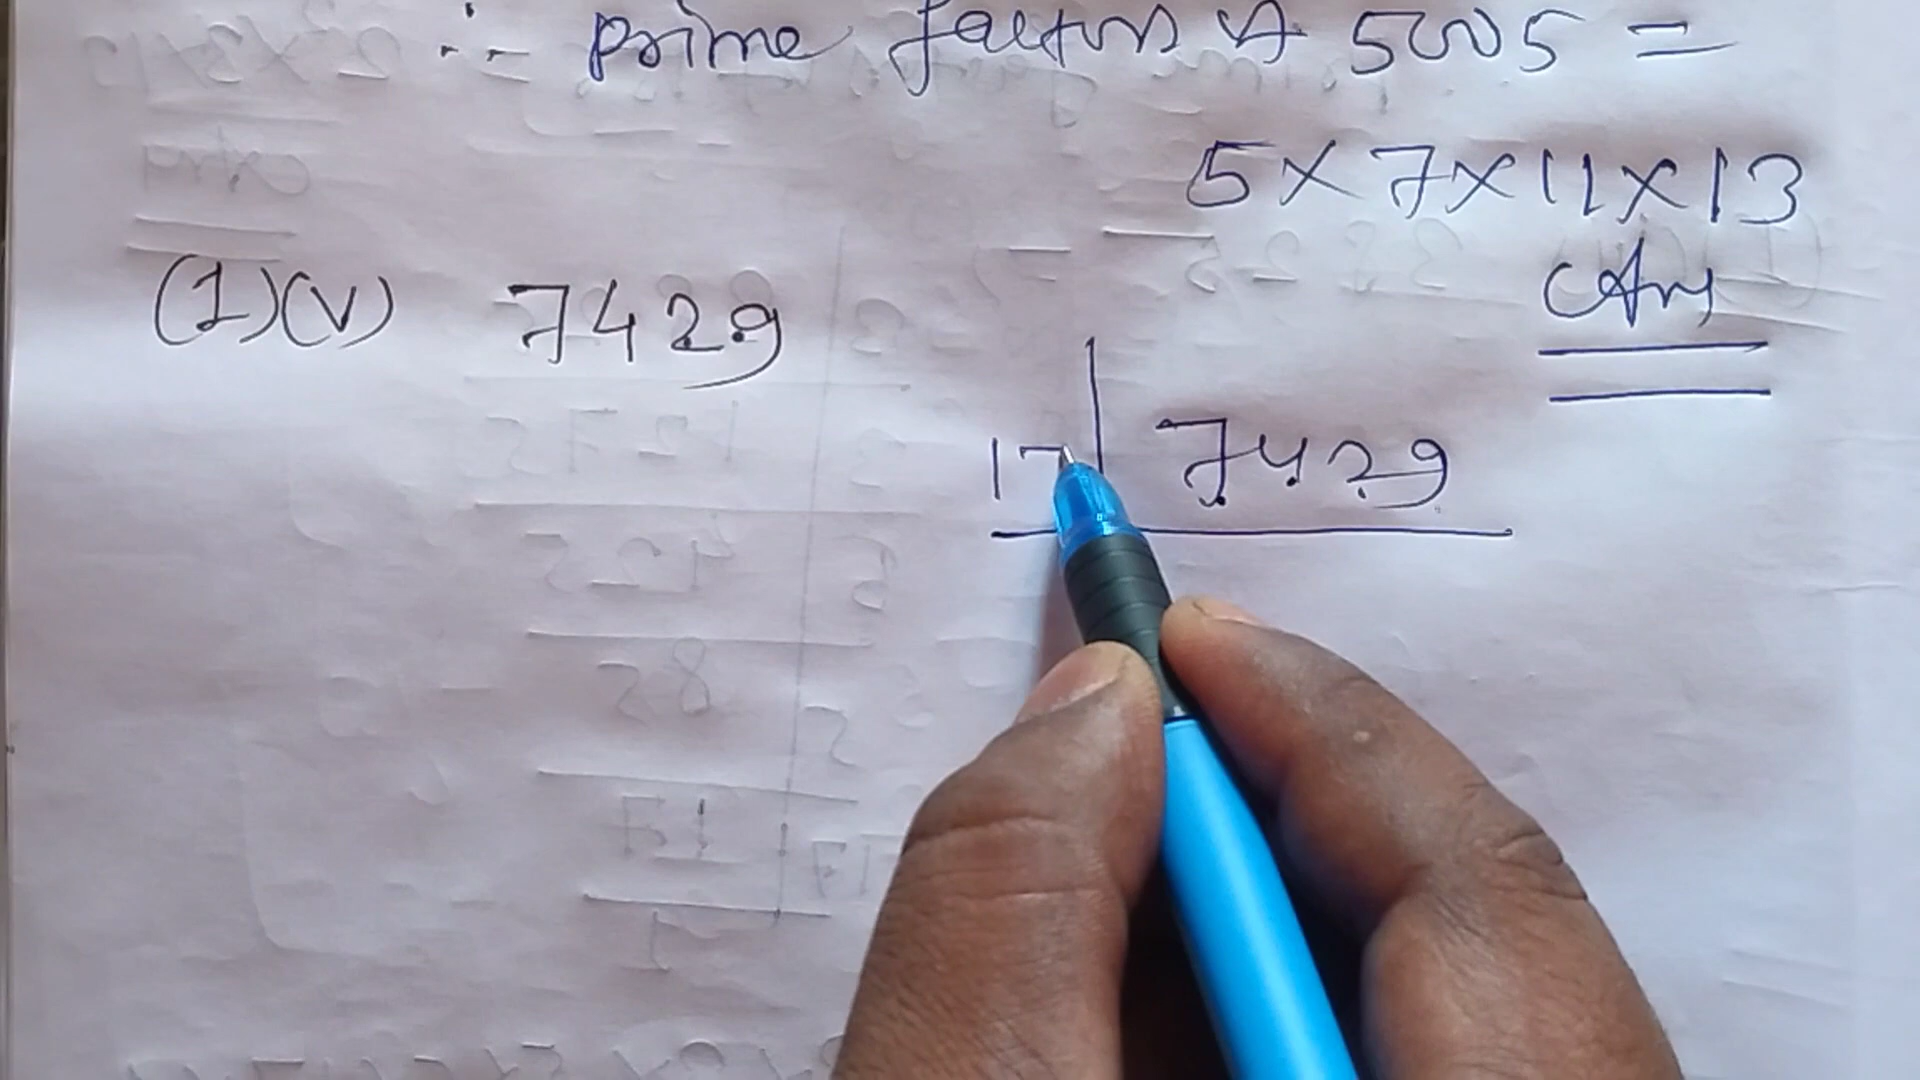 ∴ prime factors of 5005 =
5 × 7 × 11 × 13
Ans
(1)(v) 7429
17 | 7429